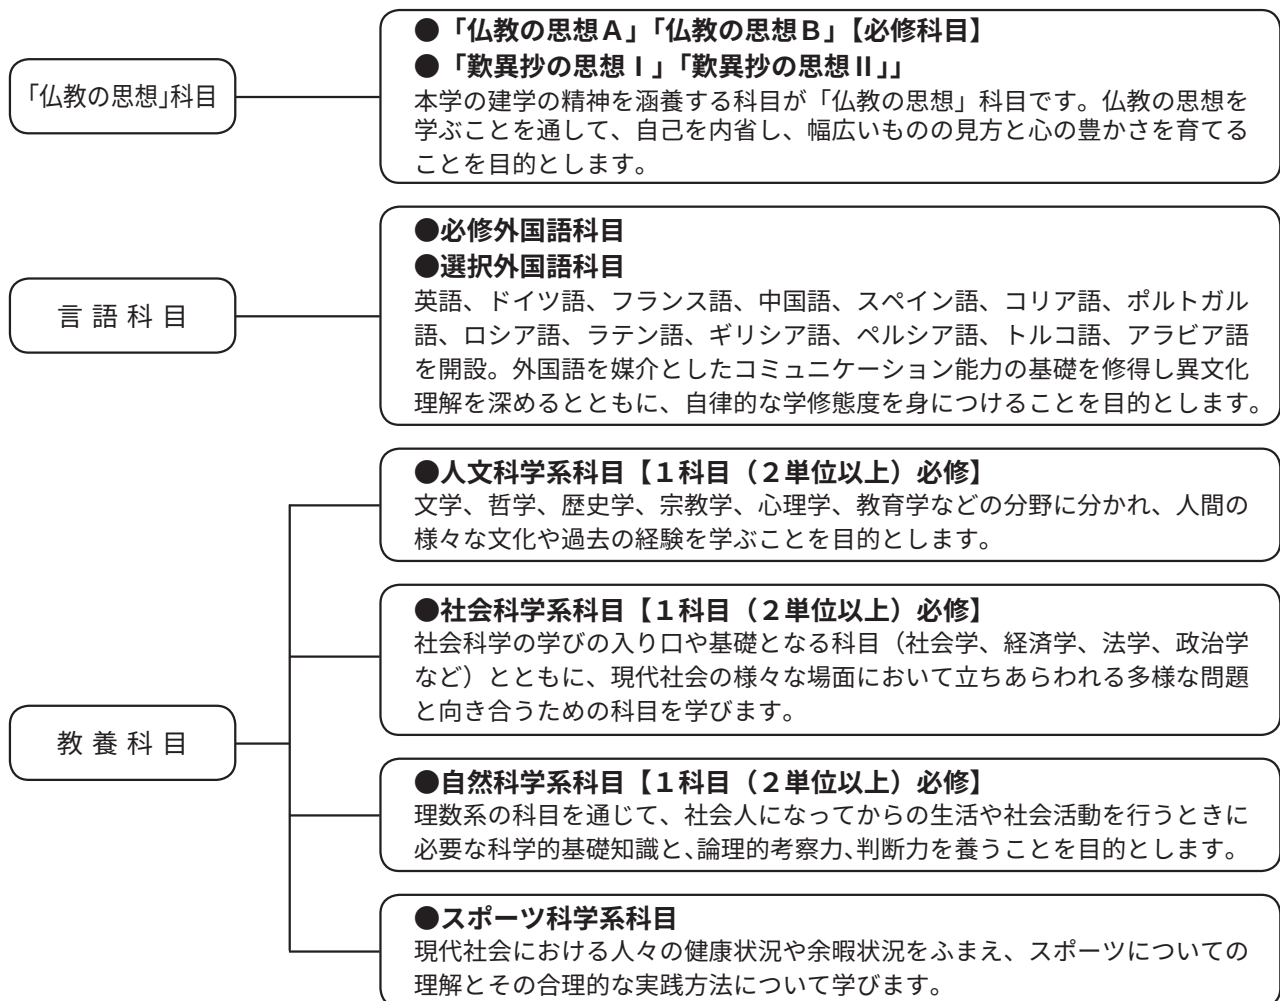 「仏教の思想」科目
●「仏教の思想A」「仏教の思想B」【必修科目】
●「歎異抄の思想Ⅰ」「歎異抄の思想Ⅱ」」
本学の建学の精神を涵養する科目が「仏教の思想」科目です。仏教の思想を
学ぶことを通して、自己を内省し、幅広いものの見方と心の豊かさを育てる
ことを目的とします。
言語科目
●必修外国語科目
●選択外国語科目
英語、ドイツ語、フランス語、中国語、スペイン語、コリア語、ポルトガル
語、ロシア語、ラテン語、ギリシア語、ペルシア語、トルコ語、アラビア語
を開設。外国語を媒介としたコミュニケーション能力の基礎を修得し異文化
理解を深めるとともに、自律的な学修態度を身につけることを目的とします。
教養科目
●人文科学系科目【1科目（2単位以上）必修】
文学、哲学、歴史学、宗教学、心理学、教育学などの分野に分かれ、人間の
様々な文化や過去の経験を学ぶことを目的とします。
●社会科学系科目【1科目（2単位以上）必修】
社会科学の学びの入り口や基礎となる科目（社会学、経済学、法学、政治学
など）とともに、現代社会の様々な場面において立ちあらわれる多様な問題
と向き合うための科目を学びます。
●自然科学系科目【1科目（2単位以上）必修】
理数系の科目を通じて、社会人になってからの生活や社会活動を行うときに
必要な科学的基礎知識と、論理的考察力、判断力を養うことを目的とします。
●スポーツ科学系科目
現代社会における人々の健康状況や余暇状況をふまえ、スポーツについての
理解とその合理的な実践方法について学びます。